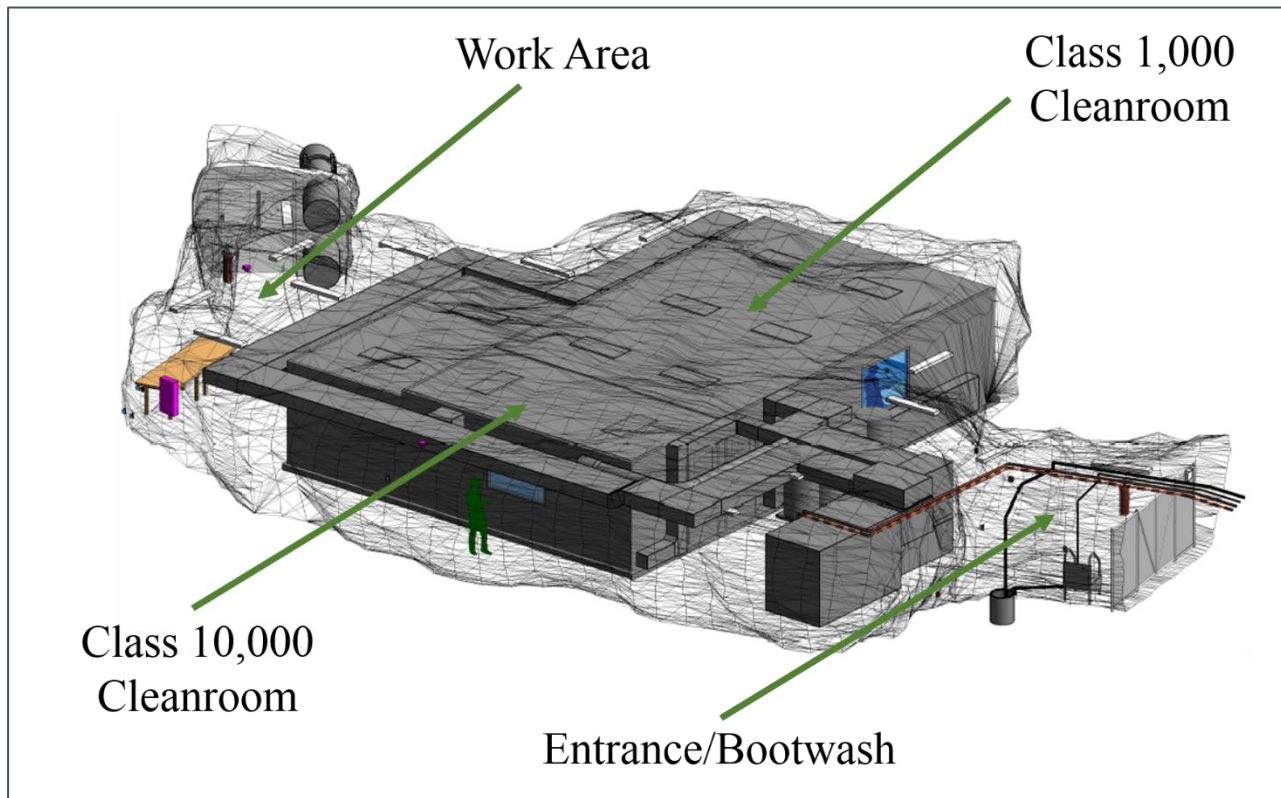 Work Area
Class 1,000
Cleanroom
Class 10,000
Cleanroom
Entrance/Bootwash